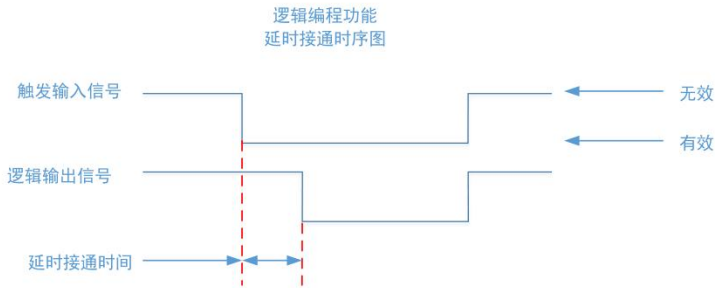 逻辑编程功能
延时接通时序图
触发输入信号
无效
有效
逻辑输出信号
延时接通时间